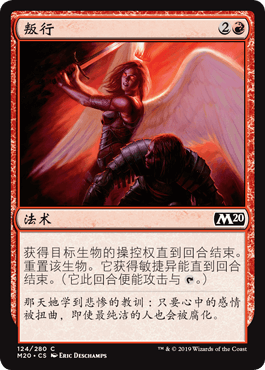 叛行 2
法术
M20
获得目标生物的操控权直到回合结束。
重置该生物。它获得敏捷异能直到回合
结束。（它此回合便能攻击与 。）
那天她学到悲惨的教训：只要心中的感情
被扭曲，即使最纯洁的人也会被腐化。
124/280 C
M20 • CS ERIC DESCHAMPS
™ & © 2019 Wizards of the Coast